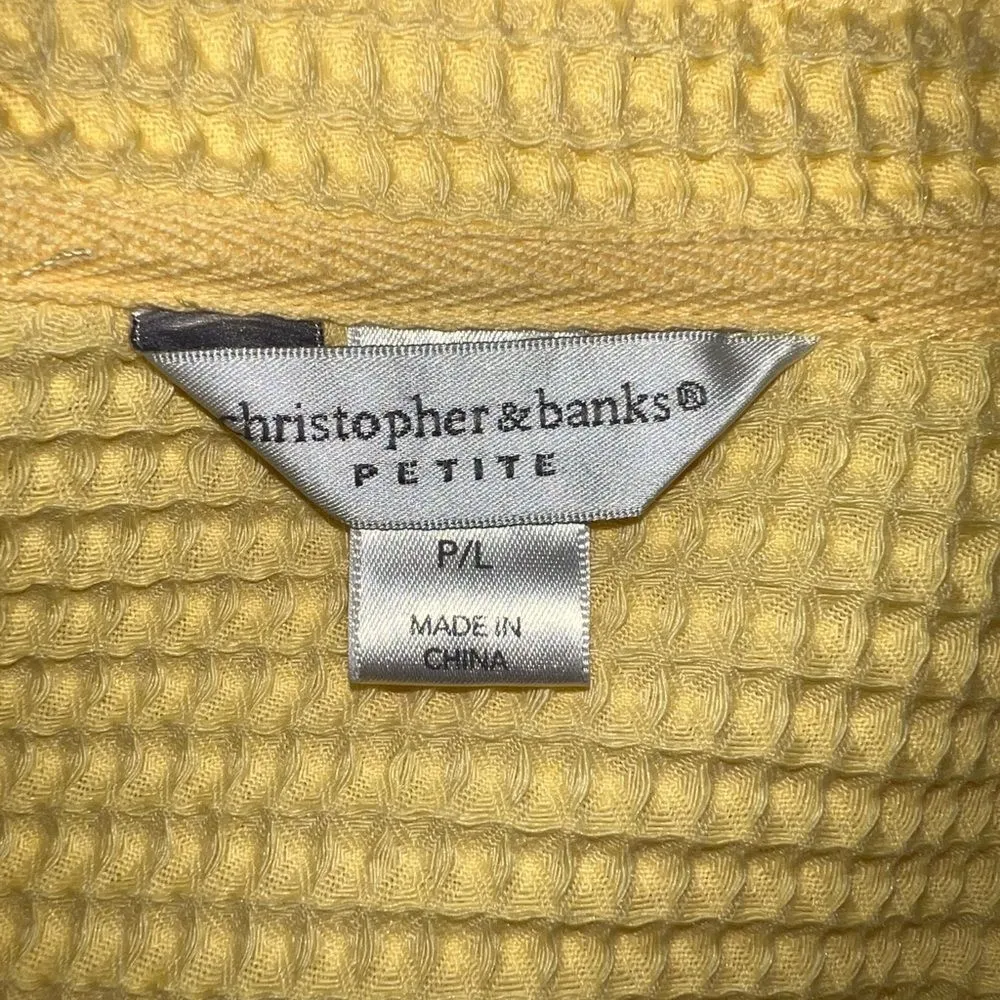 christopher & banks®
PETITE
P/L
MADE IN
CHINA